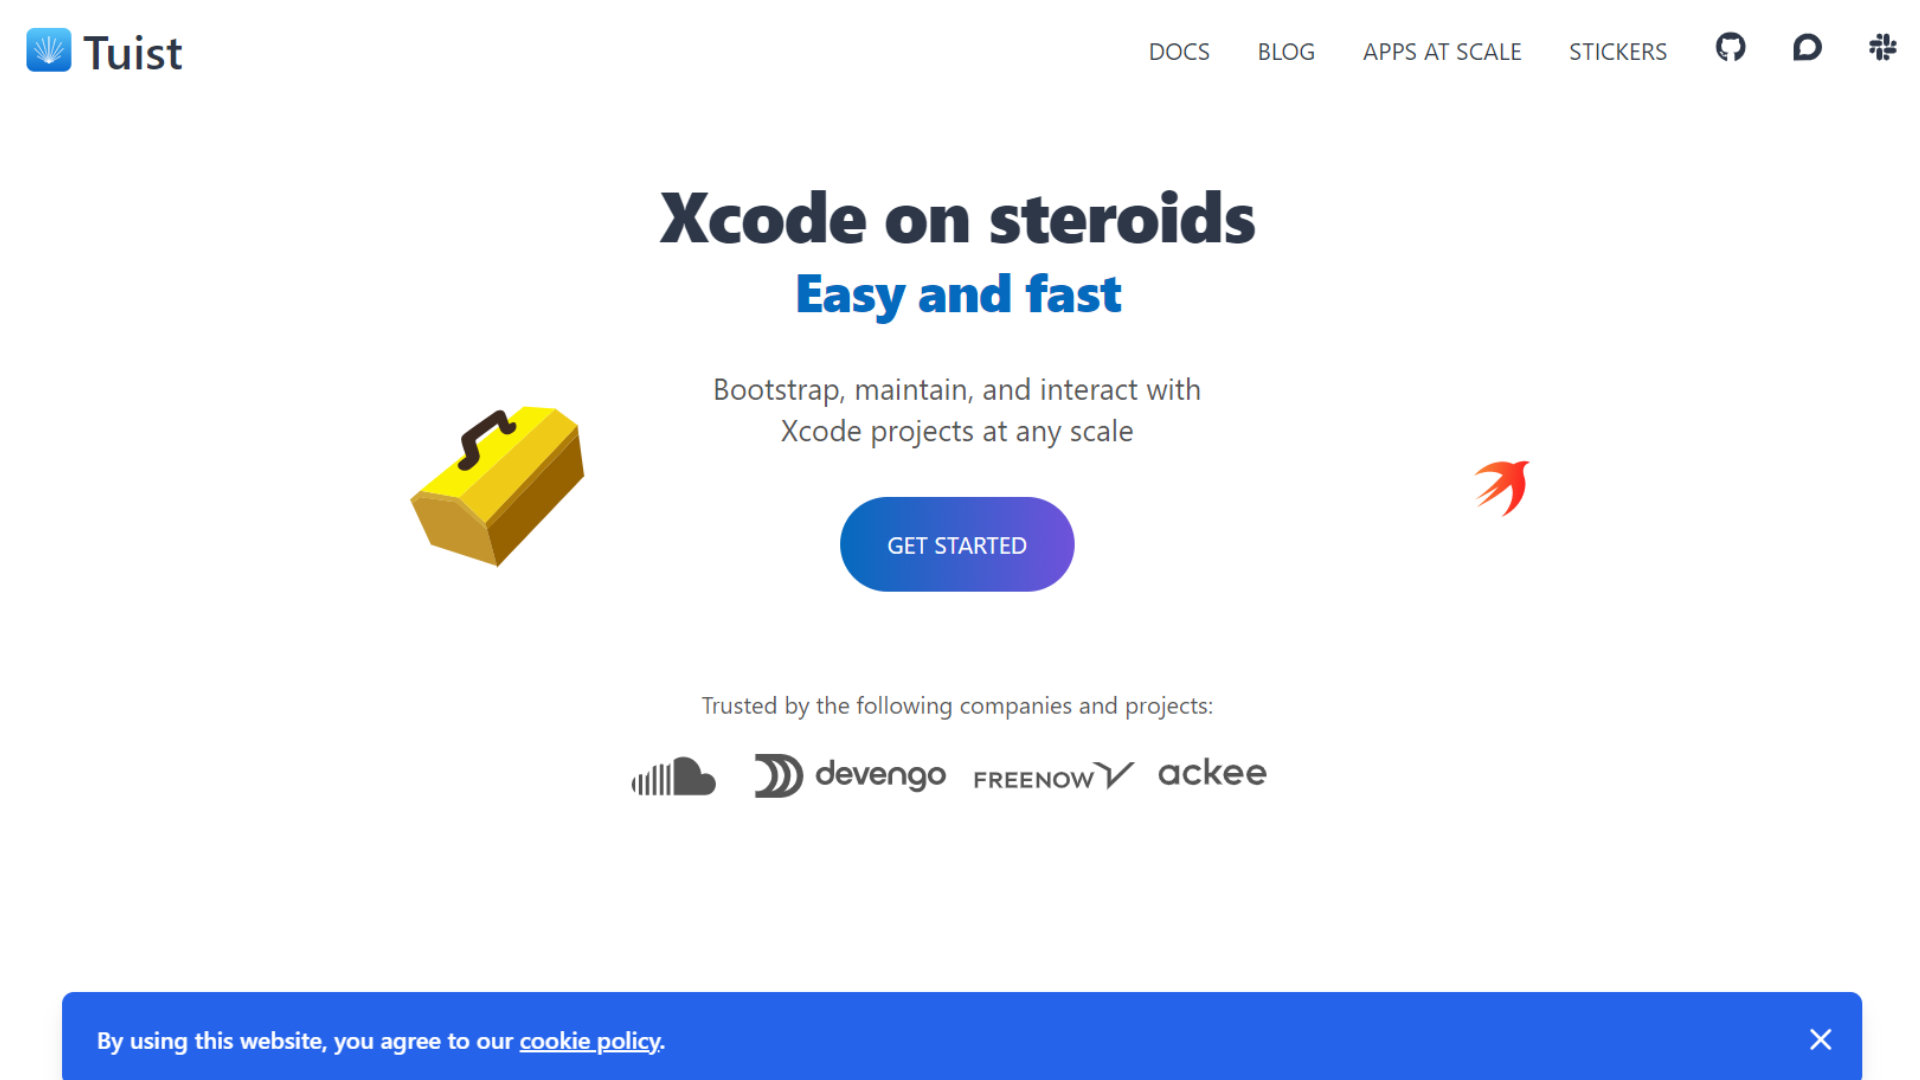 Tuist
DOCS
BLOG
APPS AT SCALE
STICKERS
Xcode on steroids
Easy and fast
Bootstrap, maintain, and interact with
Xcode projects at any scale
GET STARTED
Trusted by the following companies and projects:
devengo
FREENOW
ackee
By using this website, you agree to our cookie policy.